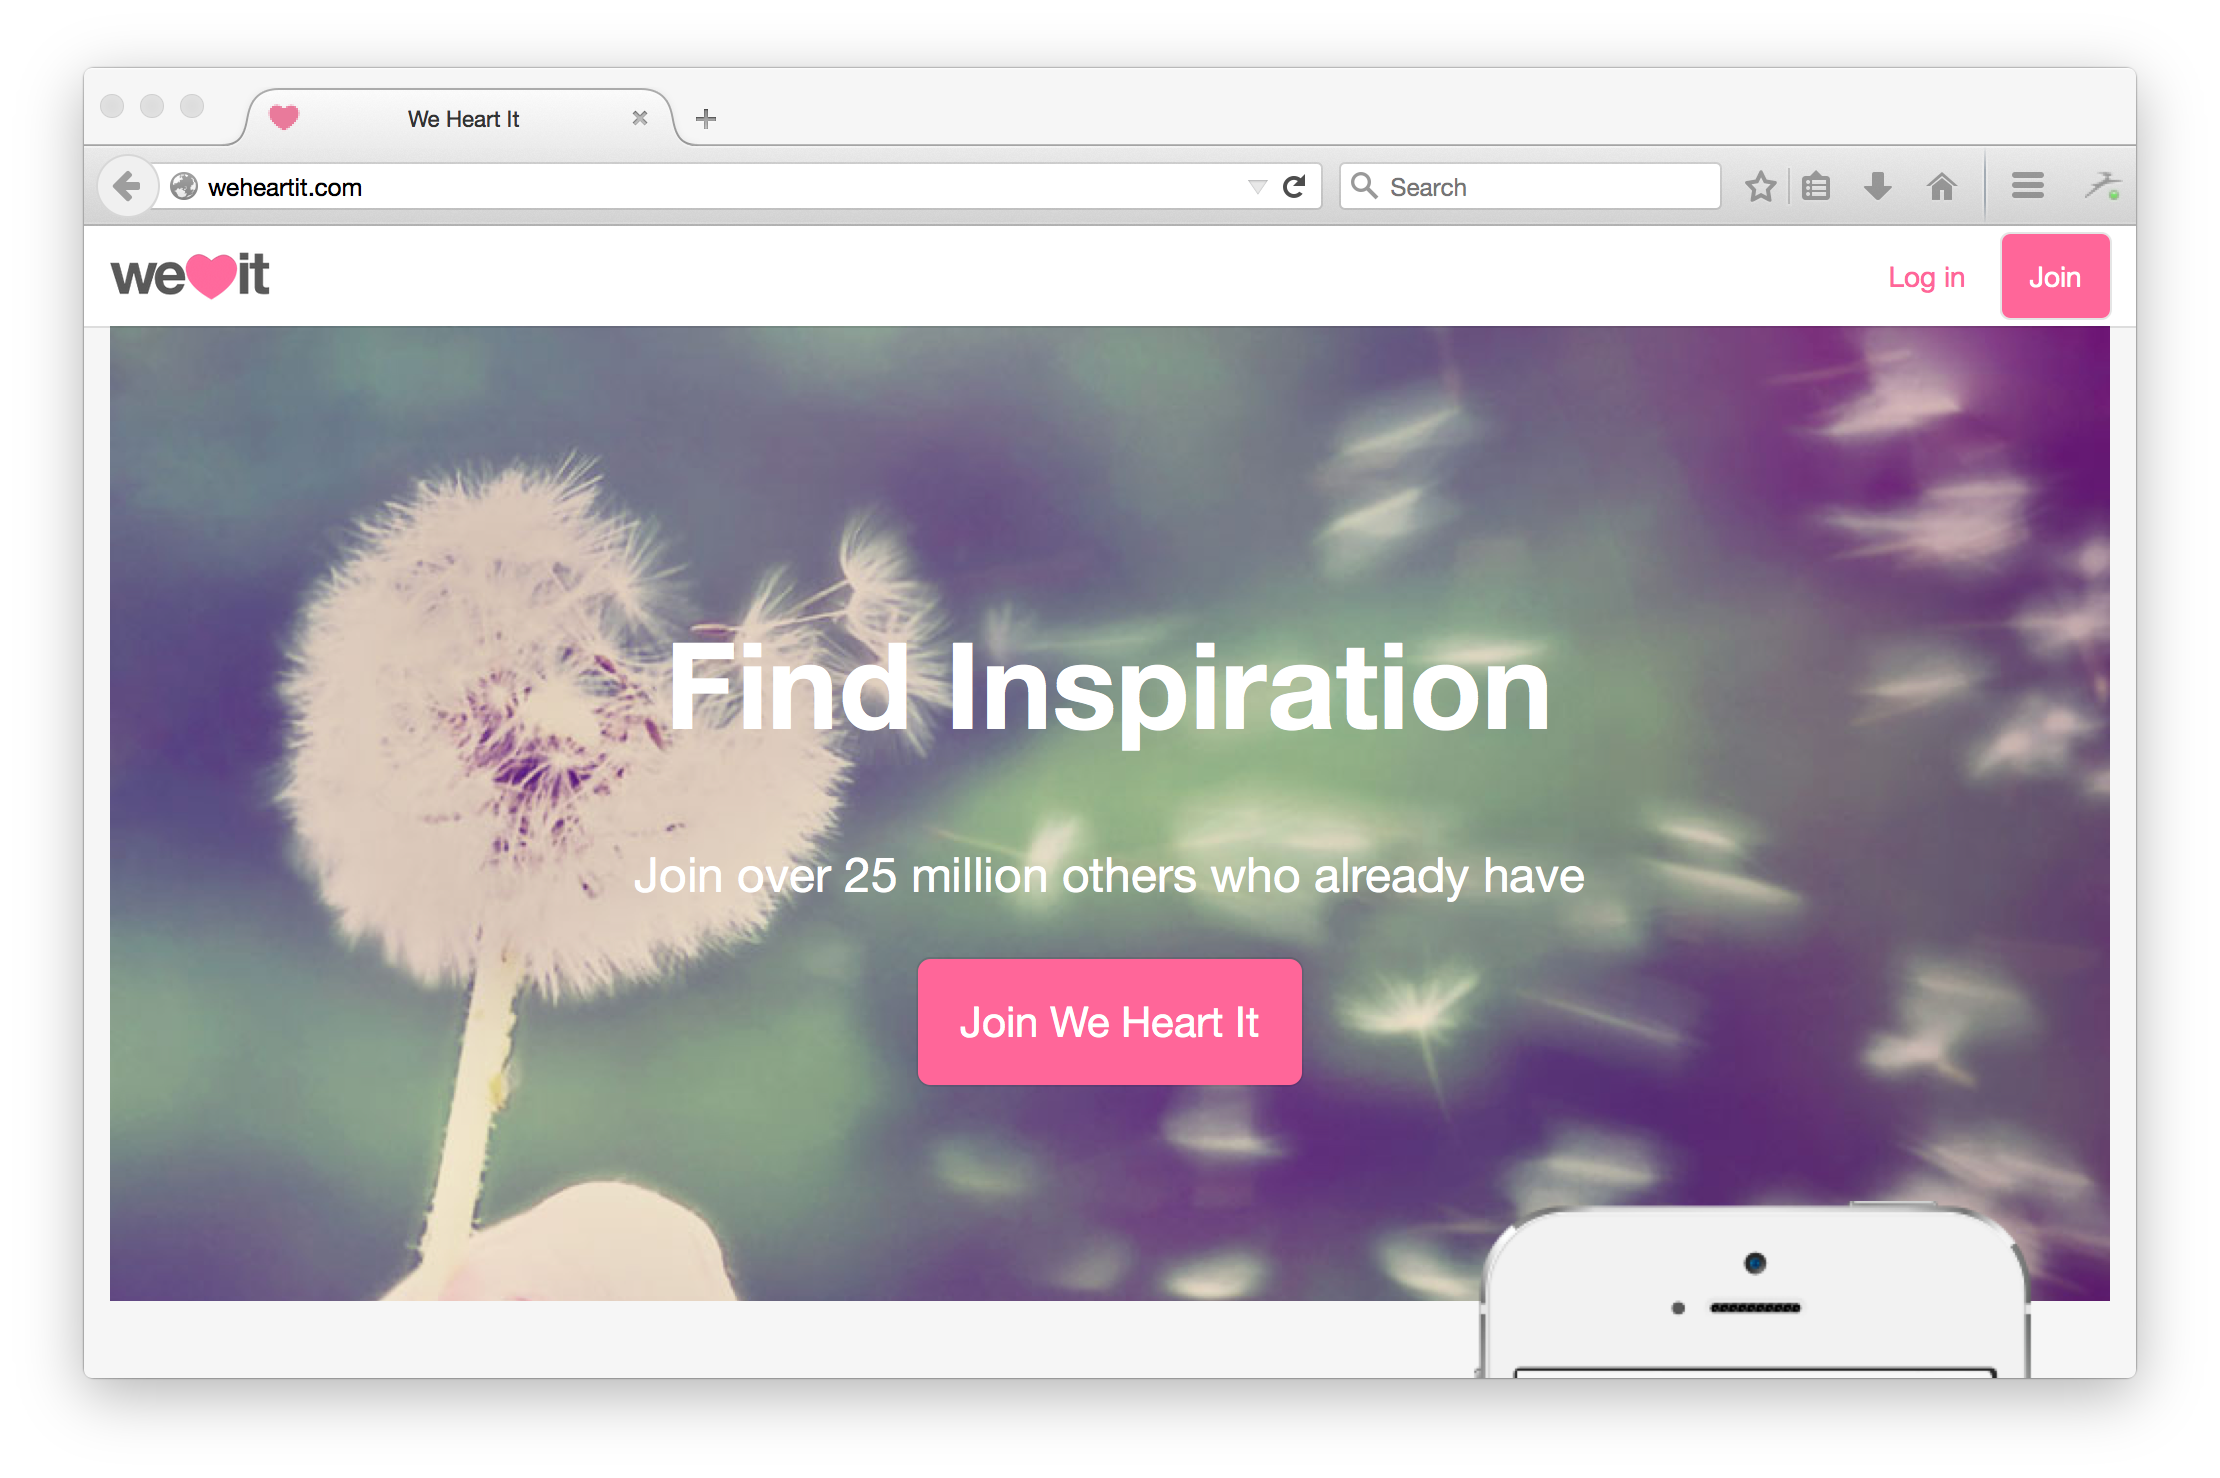 We Heart It
weheartit.com
Search
we it
Log in
Join
Find Inspiration
Join over 25 million others who already have
Join We Heart It